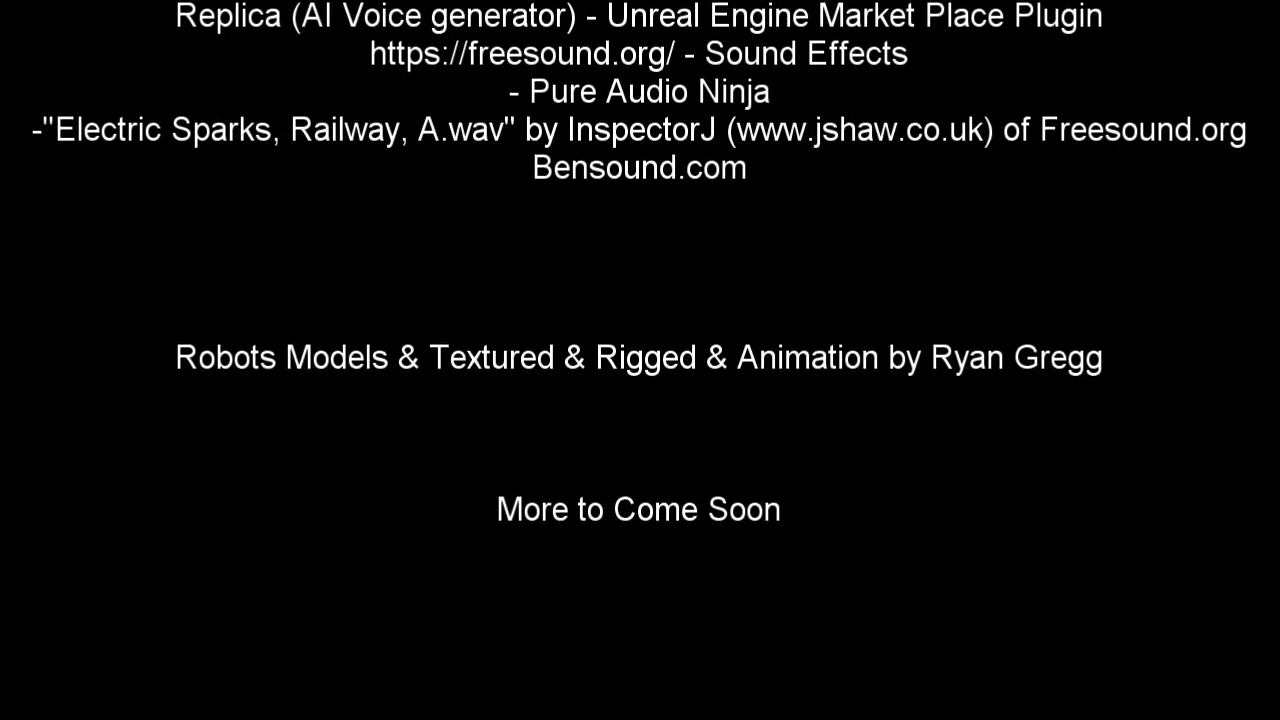 Replica (AI Voice generator) - Unreal Engine Market Place Plugin
https://freesound.org/ - Sound Effects
- Pure Audio Ninja
-"Electric Sparks, Railway, A.wav" by InspectorJ (www.jshaw.co.uk) of Freesound.org
Bensound.com
Robots Models & Textured & Rigged & Animation by Ryan Gregg
More to Come Soon